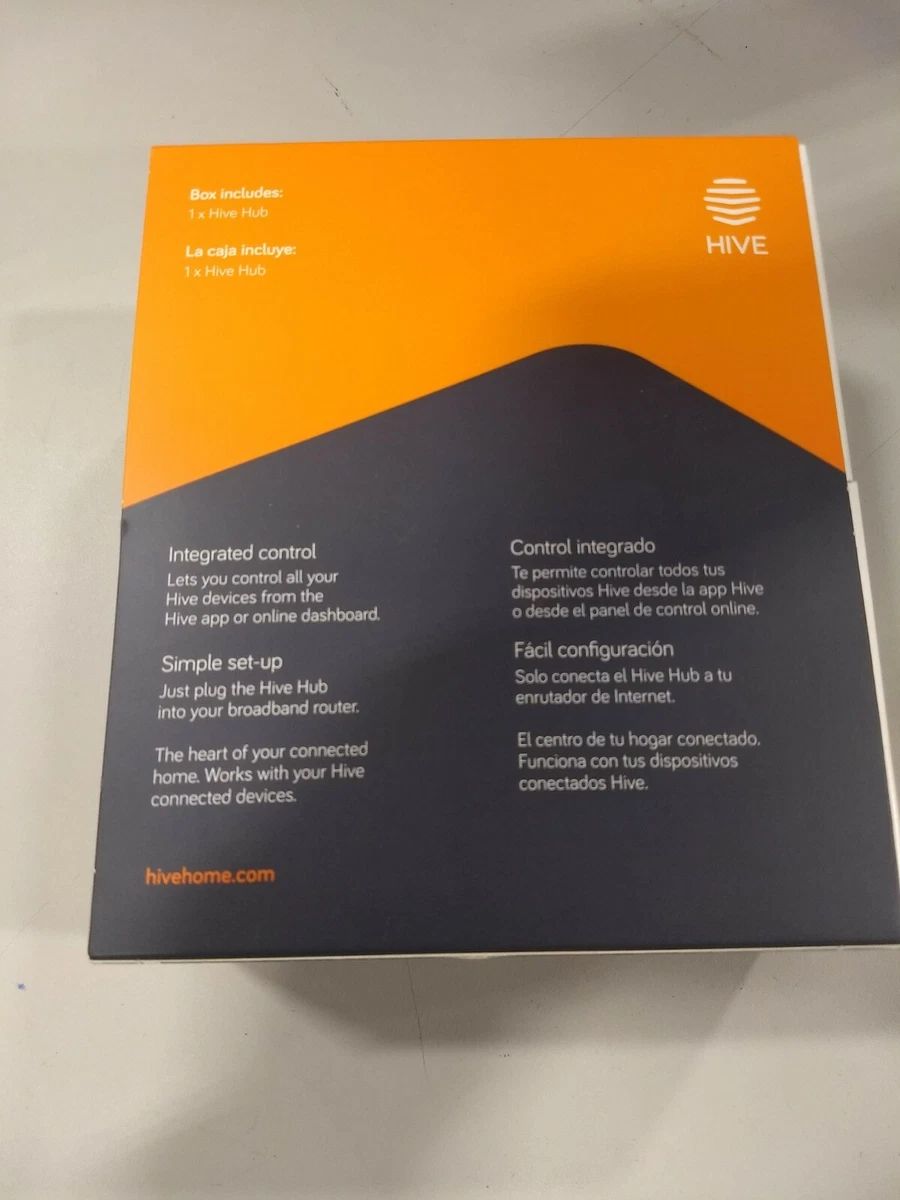 Box includes:
1 x Hive Hub
La caja incluye:
1 x Hive Hub
HIVE
Integrated control
Lets you control all your
Hive devices from the
Hive app or online dashboard.
Simple set-up
Just plug the Hive Hub
into your broadband router.
The heart of your connected
home. Works with your Hive
connected devices.
Control integrado
Te permite controlar todos tus
dispositivos Hive desde la app Hive
o desde el panel de control online.
Fácil configuración
Solo conecta el Hive Hub a tu
enrutador de Internet.
El centro de tu hogar conectado.
Funciona con tus dispositivos
conectados Hive.
hivehome.com